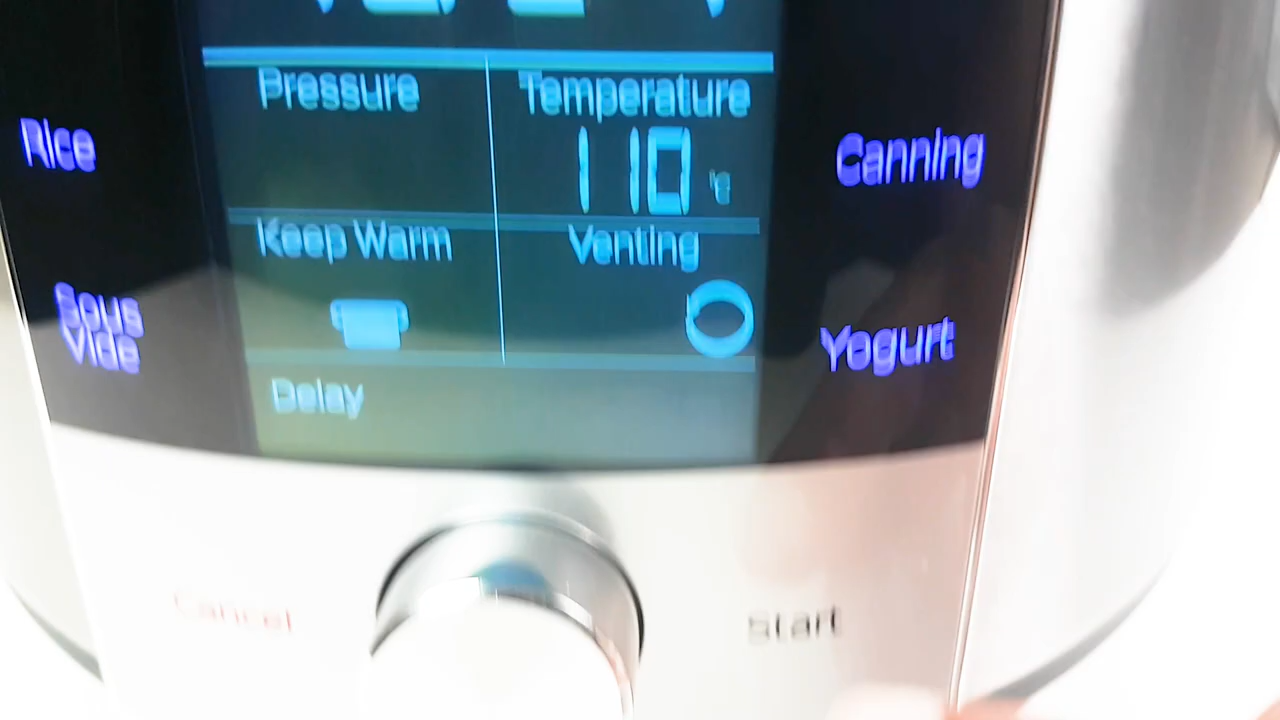 Pressure
Temperature
110 °C
Rice
Canning
Keep Warm
Venting
Sous
Vide
Yogurt
Delay
Cancel
Start